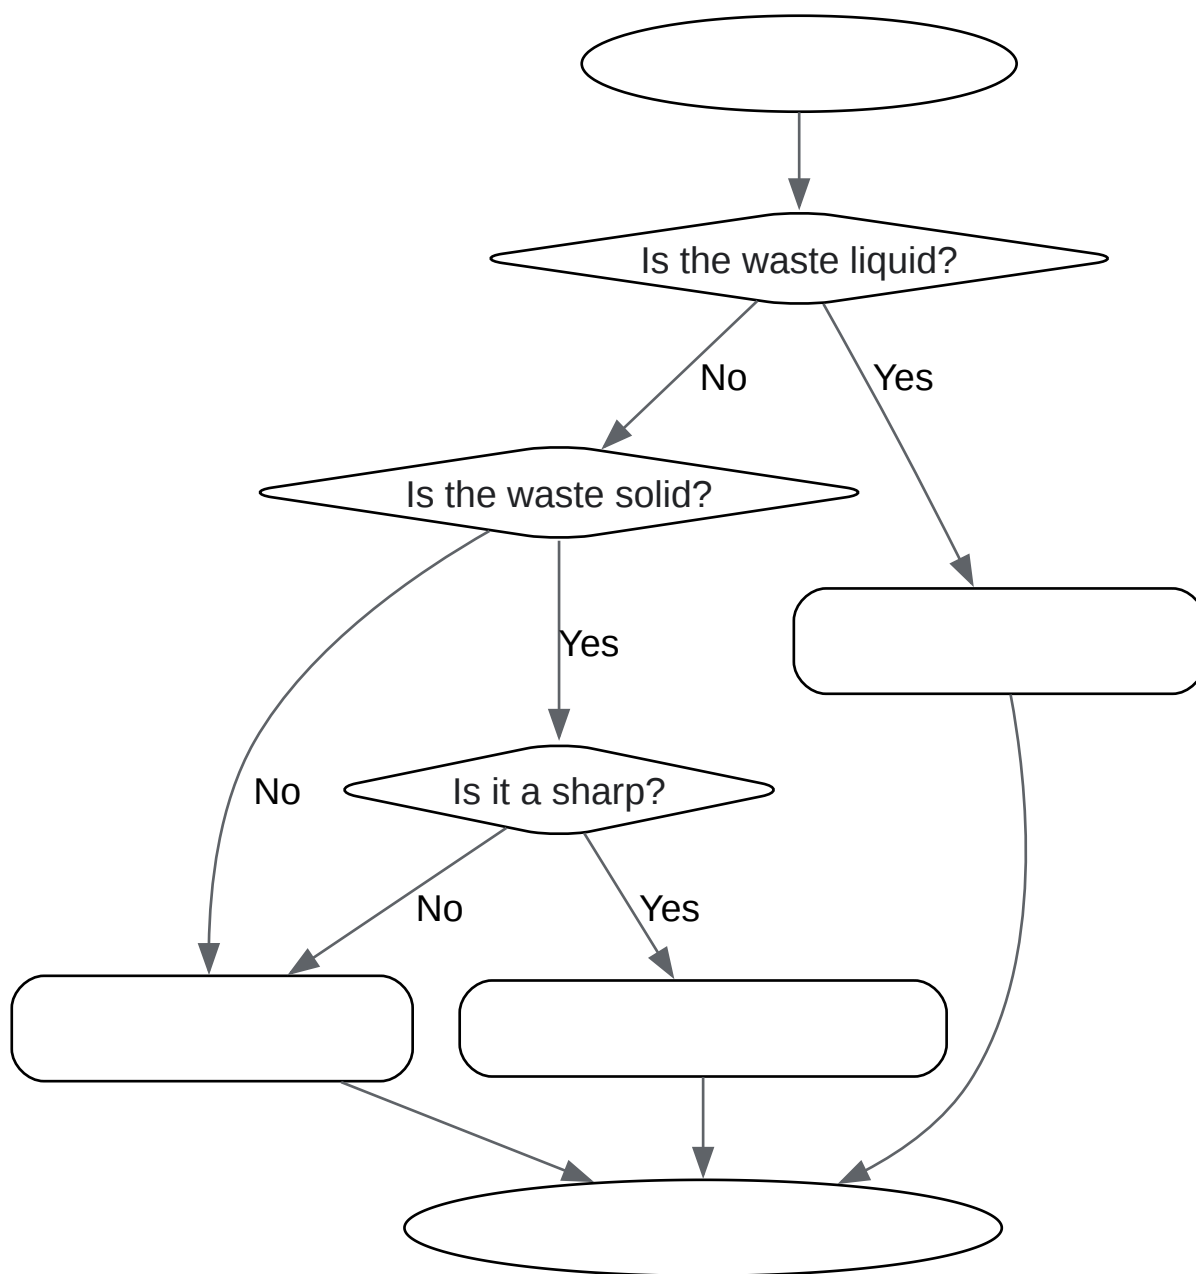 Is the waste liquid?
No
Yes
Is the waste solid?
Yes
No
Is it a sharp?
No
Yes